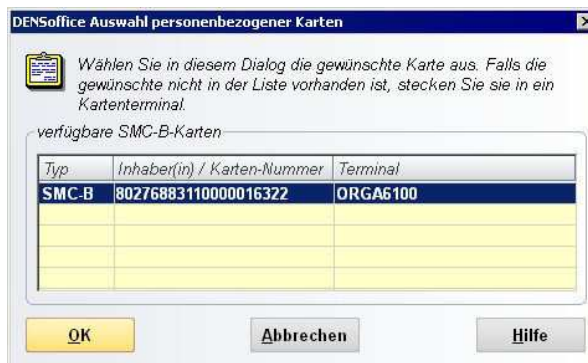 DENSoffice Auswahl personenbezogener Karten
Wählen Sie in diesem Dialog die gewünschte Karte aus. Falls die
gewünschte nicht in der Liste vorhanden ist, stecken Sie sie in ein
Kartenterminal.
verfügbare SMC-B-Karten
Typ Inhaber(in) / Karten-Nummer Terminal
SMC-B 80276883110000016322 ORGA6100
OK Abbrechen Hilfe